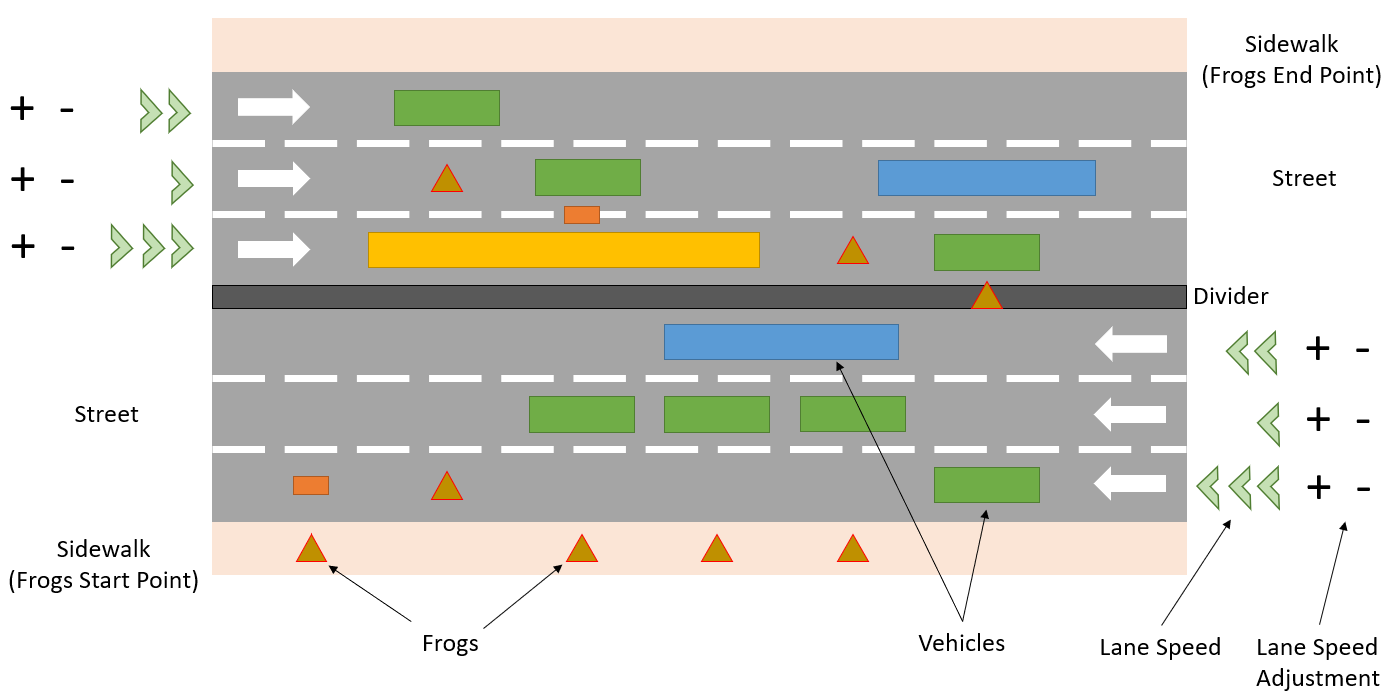 Sidewalk
(Frogs End Point)
+ -
+ -
Street
+ -
Divider
+ -
Street
+ -
+ -
Sidewalk
(Frogs Start Point)
Frogs
Vehicles
Lane Speed
Lane Speed
Adjustment